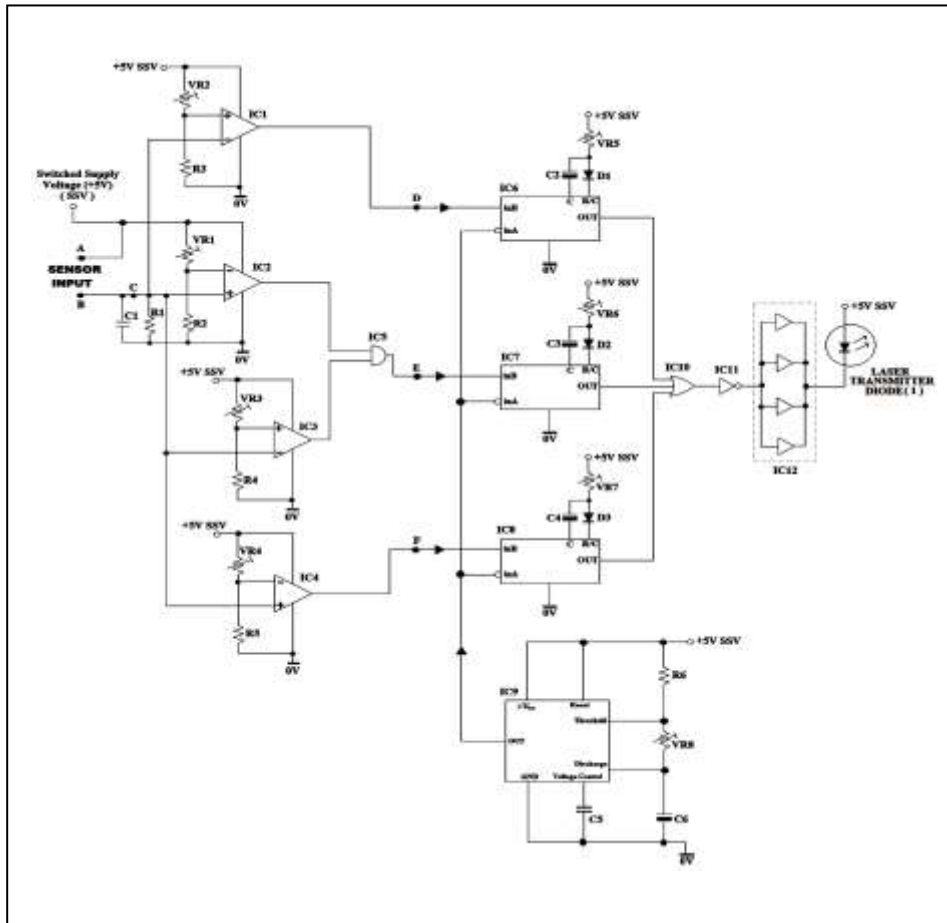 +5V SSV
VR2
IC1
R3
0V
Switched Supply
Voltage (+5V)
( SSV )
A
SENSOR
INPUT
B
C
C1
R1
VR1
IC2
R2
0V
+5V SSV
VR3
IC3
R4
0V
+5V SSV
VR4
IC4
R5
0V
IC5
D
E
F
+5V SSV
VR5
C2
D1
IC6
C
R/C
InB
OUT
InA
0V
+5V SSV
VR6
C3
D2
IC7
C
R/C
InB
OUT
InA
0V
+5V SSV
VR7
C4
D3
IC8
C
R/C
InB
OUT
InA
0V
IC10
IC11
IC12
+5V SSV
LASER
TRANSMITTER
DIODE( 1 )
+5V SSV
IC9
Reset
R6
Threshold
OUT
VR8
Discharge
GND
Voltage Control
C5
C6
0V